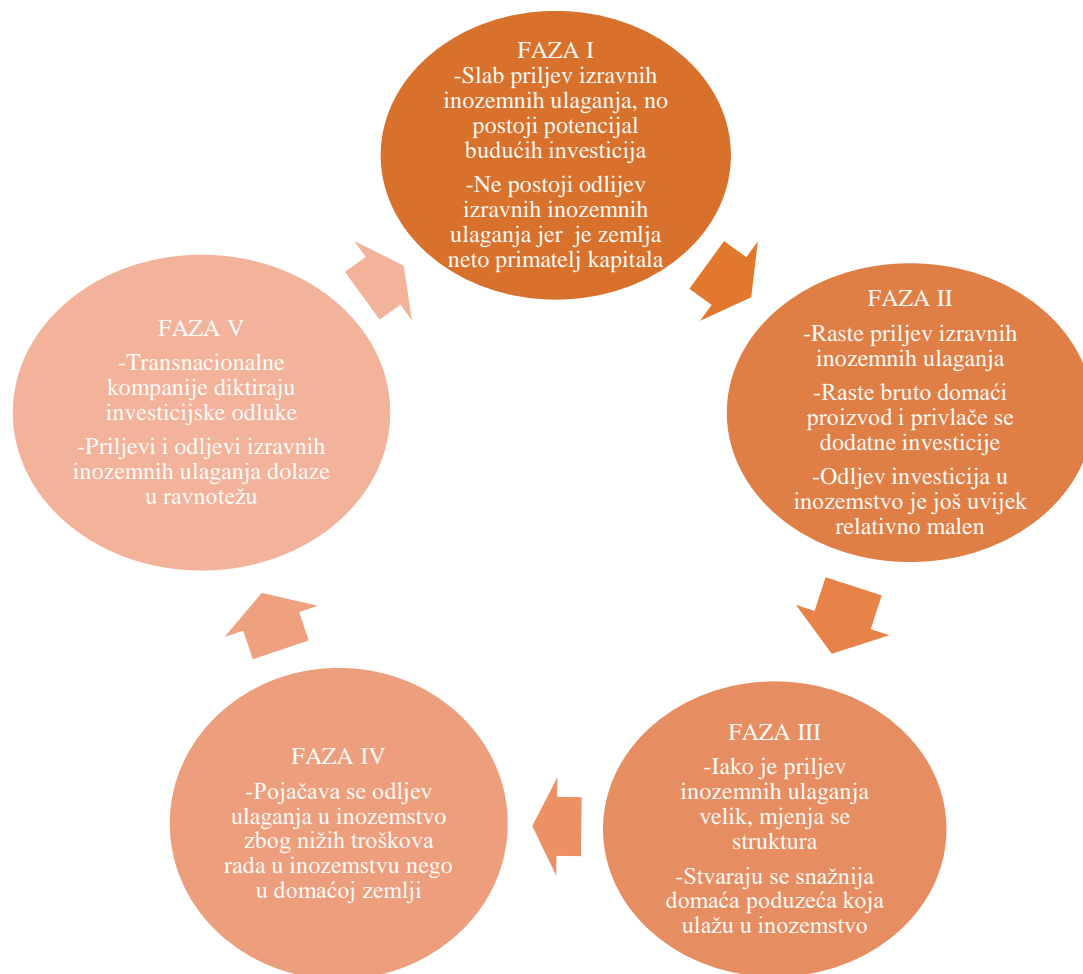 FAZA I
-Slab priljev izravnih
inozemnih ulaganja, no
postoji potencijal
budućih investicija
-Ne postoji odlijev
izravnih inozemnih
ulaganja jer je zemlja
neto primatelj kapitala
FAZA II
-Raste priljev izravnih
inozemnih ulaganja
-Raste bruto domaći
proizvod i privlače se
dodatne investicije
-Odljev investicija u
inozemstvo je još uvijek
relativno malen
FAZA III
-Iako je priljev
inozemnih ulaganja
velik, mjenja se
struktura
-Stvaraju se snažnija
domaća poduzeća koja
ulažu u inozemstvo
FAZA IV
-Pojačava se odljev
ulaganja u inozemstvo
zbog nižih troškova
rada u inozemstvu nego
u domaćoj zemlji
FAZA V
-Transnacionalne
kompanije diktiraju
investicijske odluke
-Priljevi i odljevi izravnih
inozemnih ulaganja dolaze
u ravnotežu